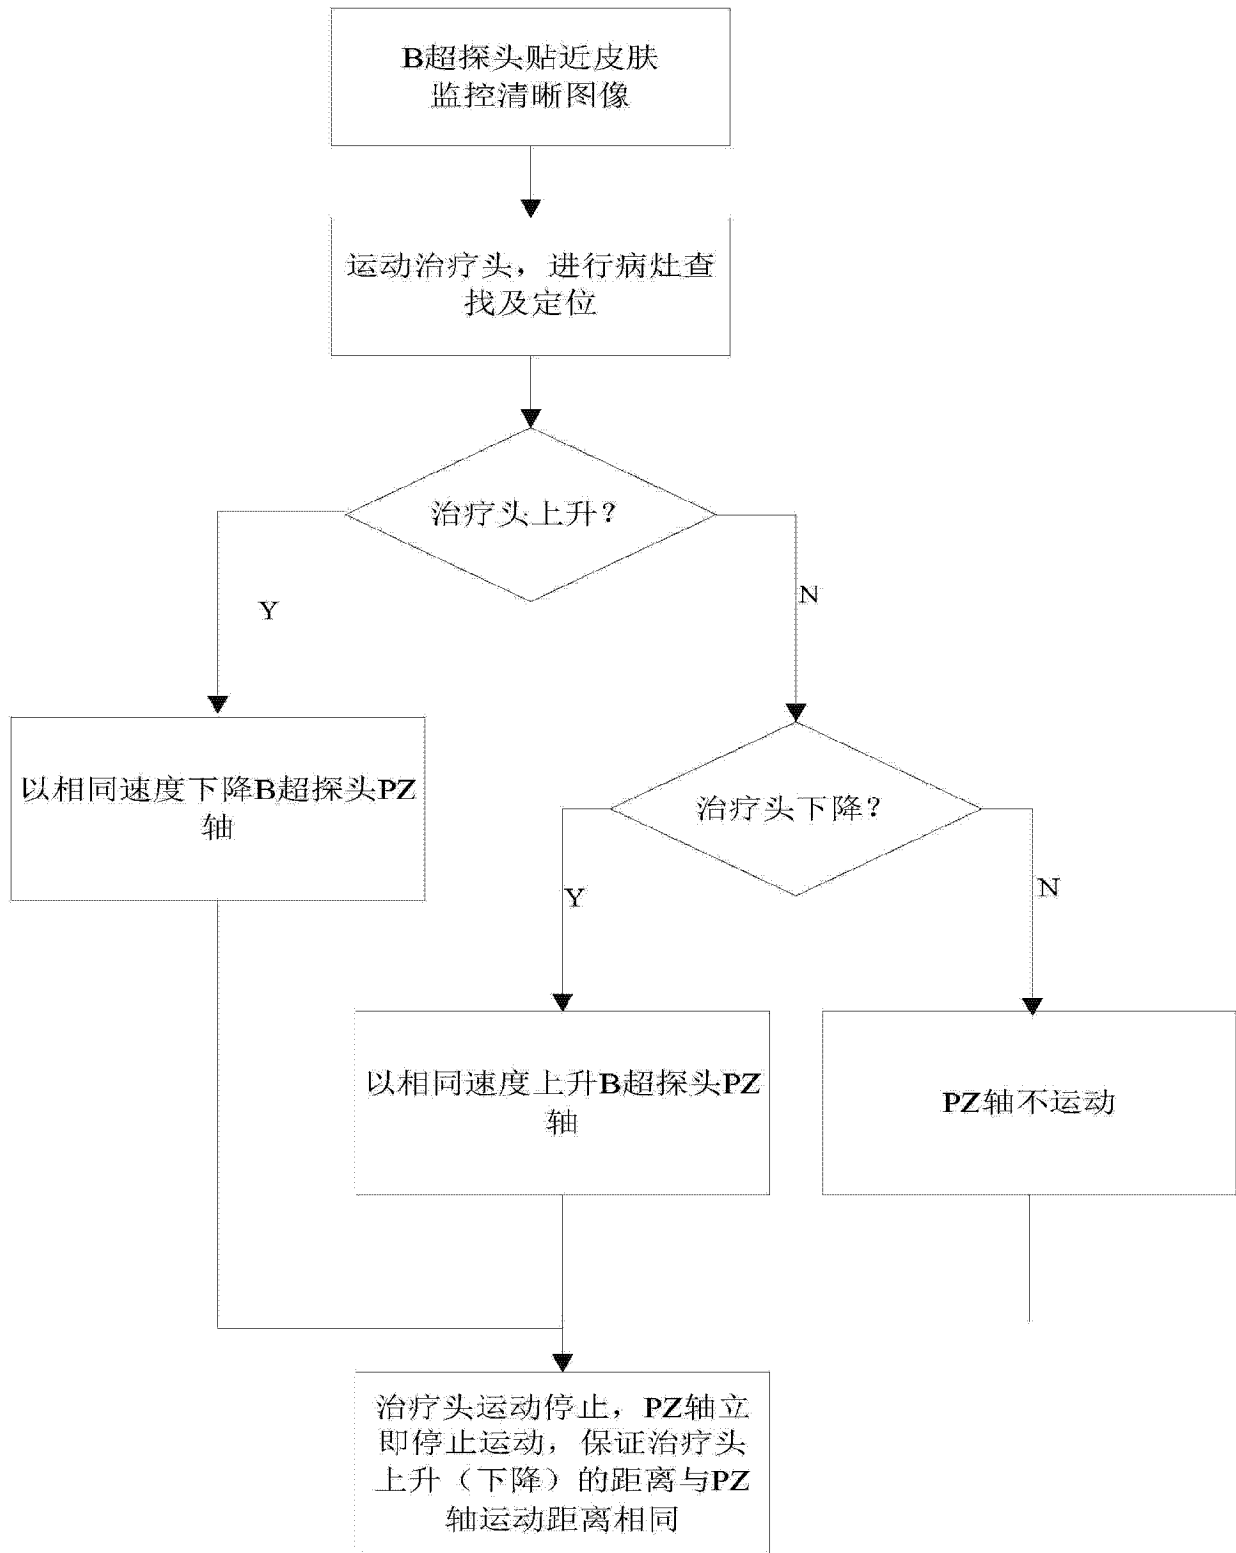 B超探头贴近皮肤
监控清晰图像
运动治疗头，进行病灶查
找及定位
治疗头上升？
Y
N
以相同速度下降B超探头PZ
轴
治疗头下降？
Y
N
以相同速度上升B超探头PZ
轴
PZ轴不运动
治疗头运动停止，PZ轴立
即停止运动，保证治疗头
上升（下降）的距离与PZ
轴运动距离相同